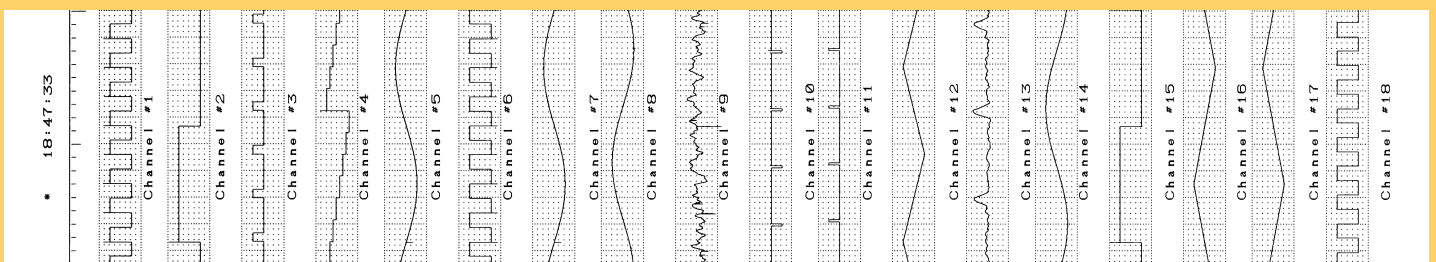 * 18:47:33
Channel #1
Channel #2
Channel #3
Channel #4
Channel #5
Channel #6
Channel #7
Channel #8
Channel #9
Channel #10
Channel #11
Channel #12
Channel #13
Channel #14
Channel #15
Channel #16
Channel #17
Channel #18